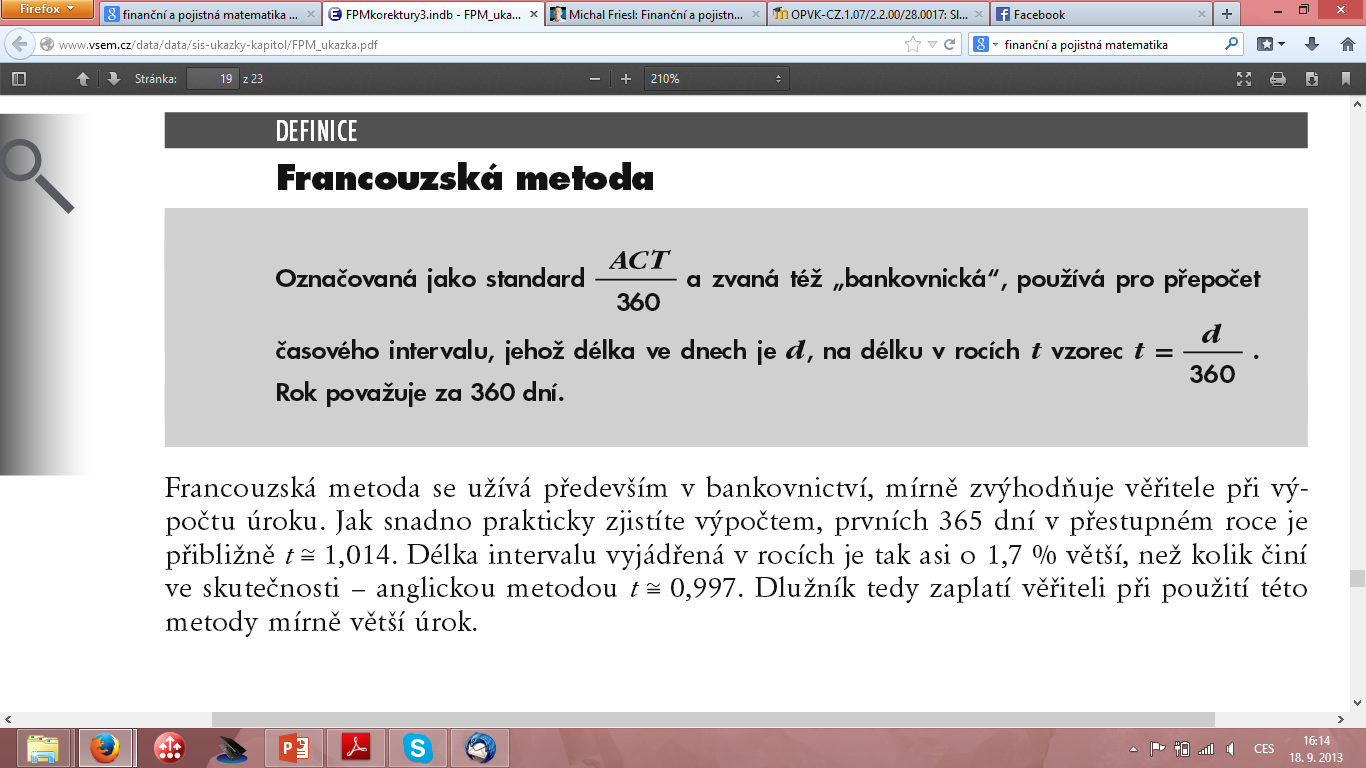 Firefox
finanční a pojistná matematika ...
FPMkorektury3.indb - FPM_uka...
Michal Friesl: Finanční a pojistn...
OPVK-CZ.1.07/2.2.00/28.0017: Sl...
Facebook
www.vsem.cz/data/data/sis-ukazky-kapitol/FPM_ukazka.pdf
finanční a pojistná matematika
Stránka: 19 z 23
210%
DEFINICE
Francouzská metoda
Označovaná jako standard ACT/360 a zvaná též „bankovnická“, používá pro přepočet
časového intervalu, jehož délka ve dnech je d, na délku v rocích t vzorec t = d/360 .
Rok považuje za 360 dní.
Francouzská metoda se užívá především v bankovnictví, mírně zvýhodňuje věřitele při vý-
počtu úroku. Jak snadno prakticky zjistíte výpočtem, prvních 365 dní v přestupném roce je
přibližně t ≅ 1,014. Délka intervalu vyjádřená v rocích je tak asi o 1,7 % větší, než kolik činí
ve skutečnosti – anglickou metodou t ≅ 0,997. Dlužník tedy zaplatí věřiteli při použití této
metody mírně větší úrok.
CES
16:14
18. 9. 2013